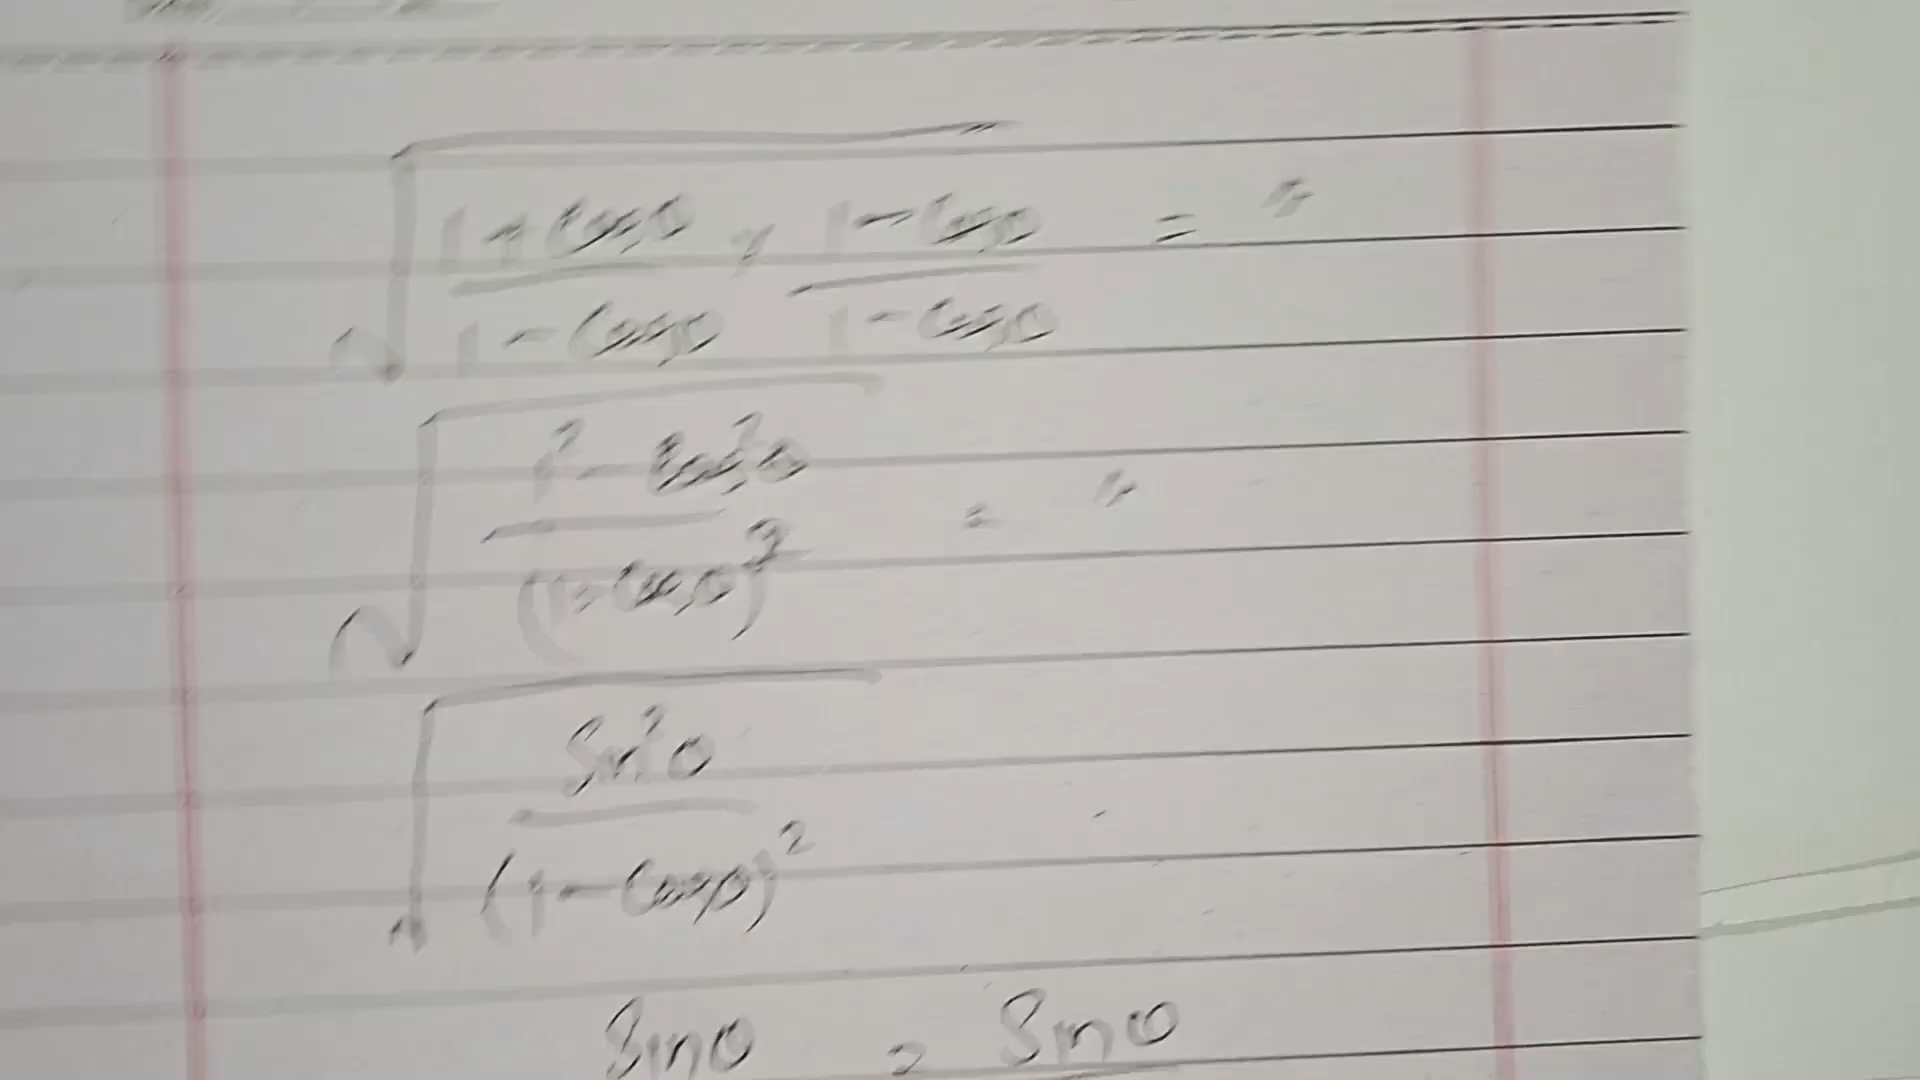 √((1+Cosθ)/(1-Cosθ) × (1-Cosθ)/(1-Cosθ)) = "
√((1²-Cos²θ)/(1-Cosθ)²) = "
√(Sin²θ/(1-Cosθ)²)
Sinθ = Sinθ